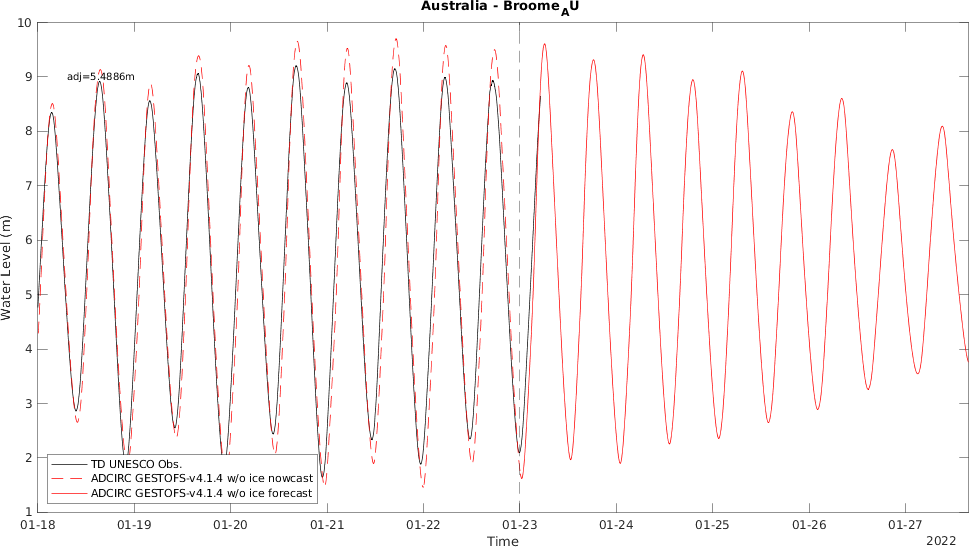 Australia - Broome_AU
10
9
8
7
6
5
4
3
2
1
Water Level (m)
adj=5.4886m
TD UNESCO Obs.
ADCIRC GESTOFS-v4.1.4 w/o ice nowcast
ADCIRC GESTOFS-v4.1.4 w/o ice forecast
01-18 01-19 01-20 01-21 01-22 01-23 01-24 01-25 01-26 01-27
Time
2022